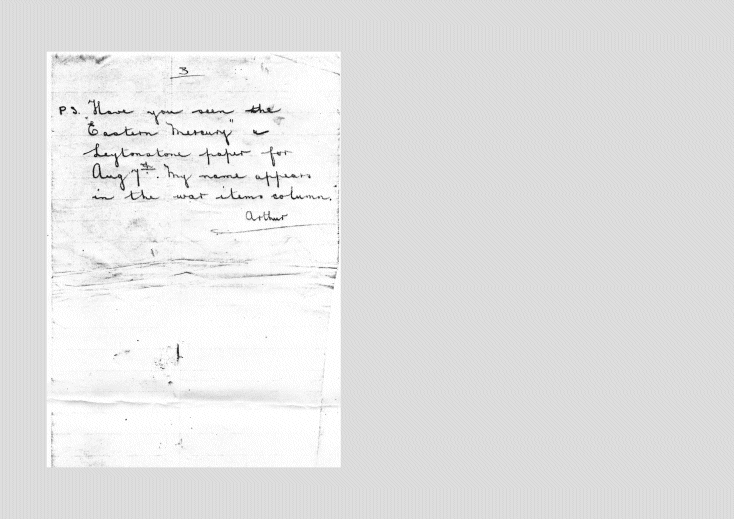 3
P S. Have you seen the
"Eastern Mercury" a
Leytonstone paper for
Aug 7th. My name appears
in the war items column.
Arthur